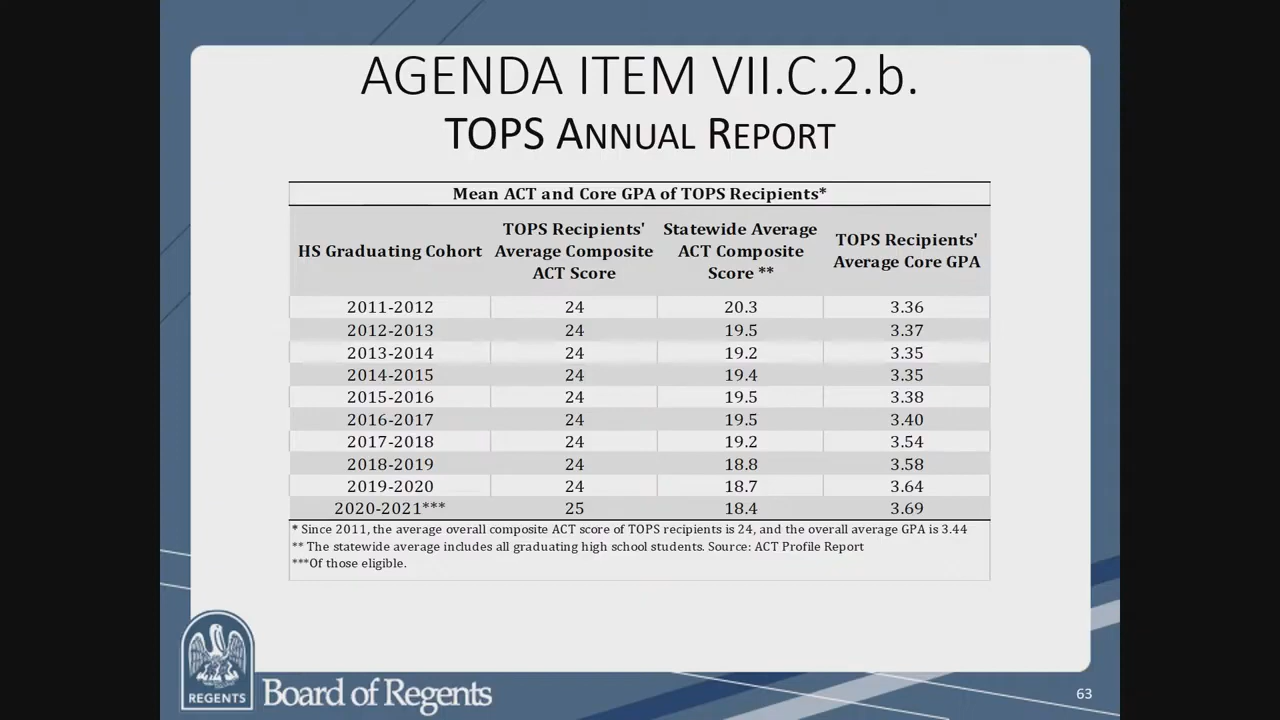 AGENDA ITEM VII.C.2.b.
TOPS ANNUAL REPORT
Mean ACT and Core GPA of TOPS Recipients*
HS Graduating Cohort TOPS Recipients' Average Composite ACT Score Statewide Average ACT Composite Score ** TOPS Recipients' Average Core GPA
2011-2012 24 20.3 3.36
2012-2013 24 19.5 3.37
2013-2014 24 19.2 3.35
2014-2015 24 19.4 3.35
2015-2016 24 19.5 3.38
2016-2017 24 19.5 3.40
2017-2018 24 19.2 3.54
2018-2019 24 18.8 3.58
2019-2020 24 18.7 3.64
2020-2021*** 25 18.4 3.69
* Since 2011, the average overall composite ACT score of TOPS recipients is 24, and the overall average GPA is 3.44
** The statewide average includes all graduating high school students. Source: ACT Profile Report
***Of those eligible.
REGENTS
Board of Regents
63